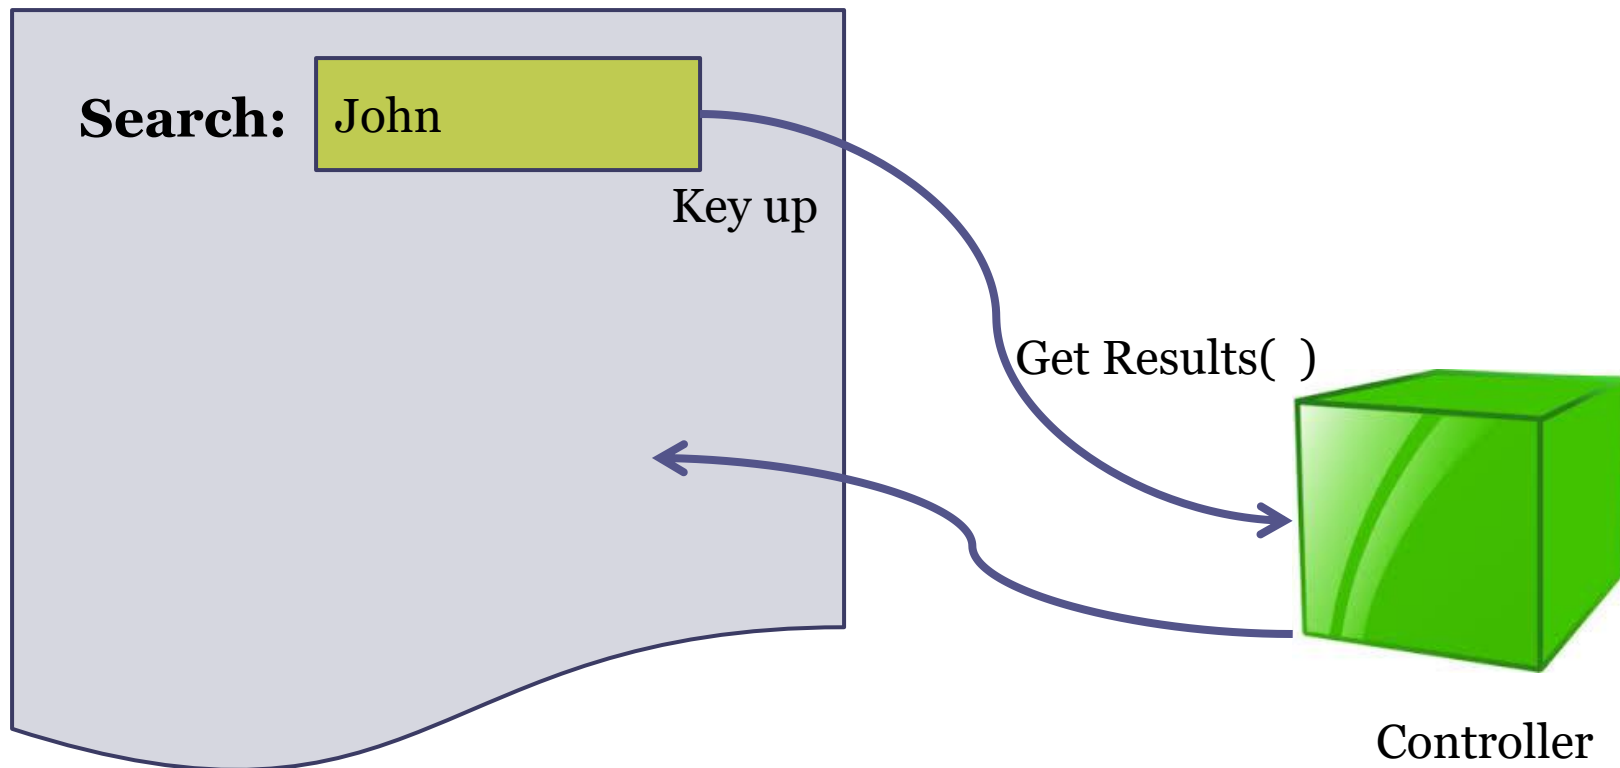 Search:
John
Key up
Get Results(  )
Controller